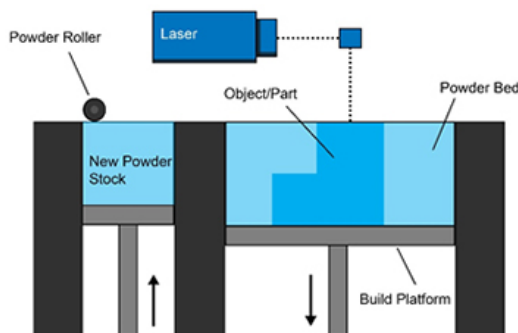 Powder Roller
Laser
Object/Part
Powder Bed
New Powder
Stock
Build Platform